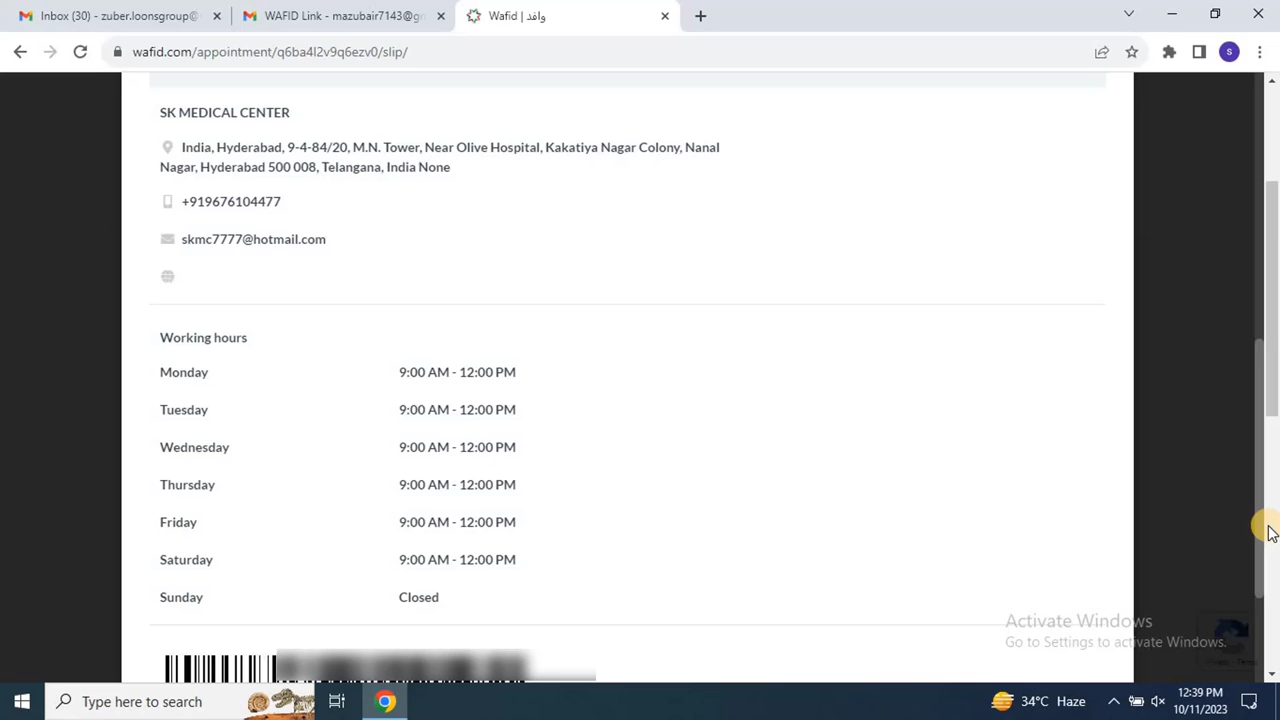 Inbox (30) - zuber.loonsgroup@
WAFID Link - mazubair7143@gm
Wafid | وافد
wafid.com/appointment/q6ba4l2v9q6ezv0/slip/
S
SK MEDICAL CENTER
India, Hyderabad, 9-4-84/20, M.N. Tower, Near Olive Hospital, Kakatiya Nagar Colony, Nanal
Nagar, Hyderabad 500 008, Telangana, India None
+919676104477
skmc7777@hotmail.com
Working hours
Monday 9:00 AM - 12:00 PM
Tuesday 9:00 AM - 12:00 PM
Wednesday 9:00 AM - 12:00 PM
Thursday 9:00 AM - 12:00 PM
Friday 9:00 AM - 12:00 PM
Saturday 9:00 AM - 12:00 PM
Sunday Closed
Activate Windows
Go to Settings to activate Windows.
Type here to search
34°C Haze
12:39 PM
10/11/2023